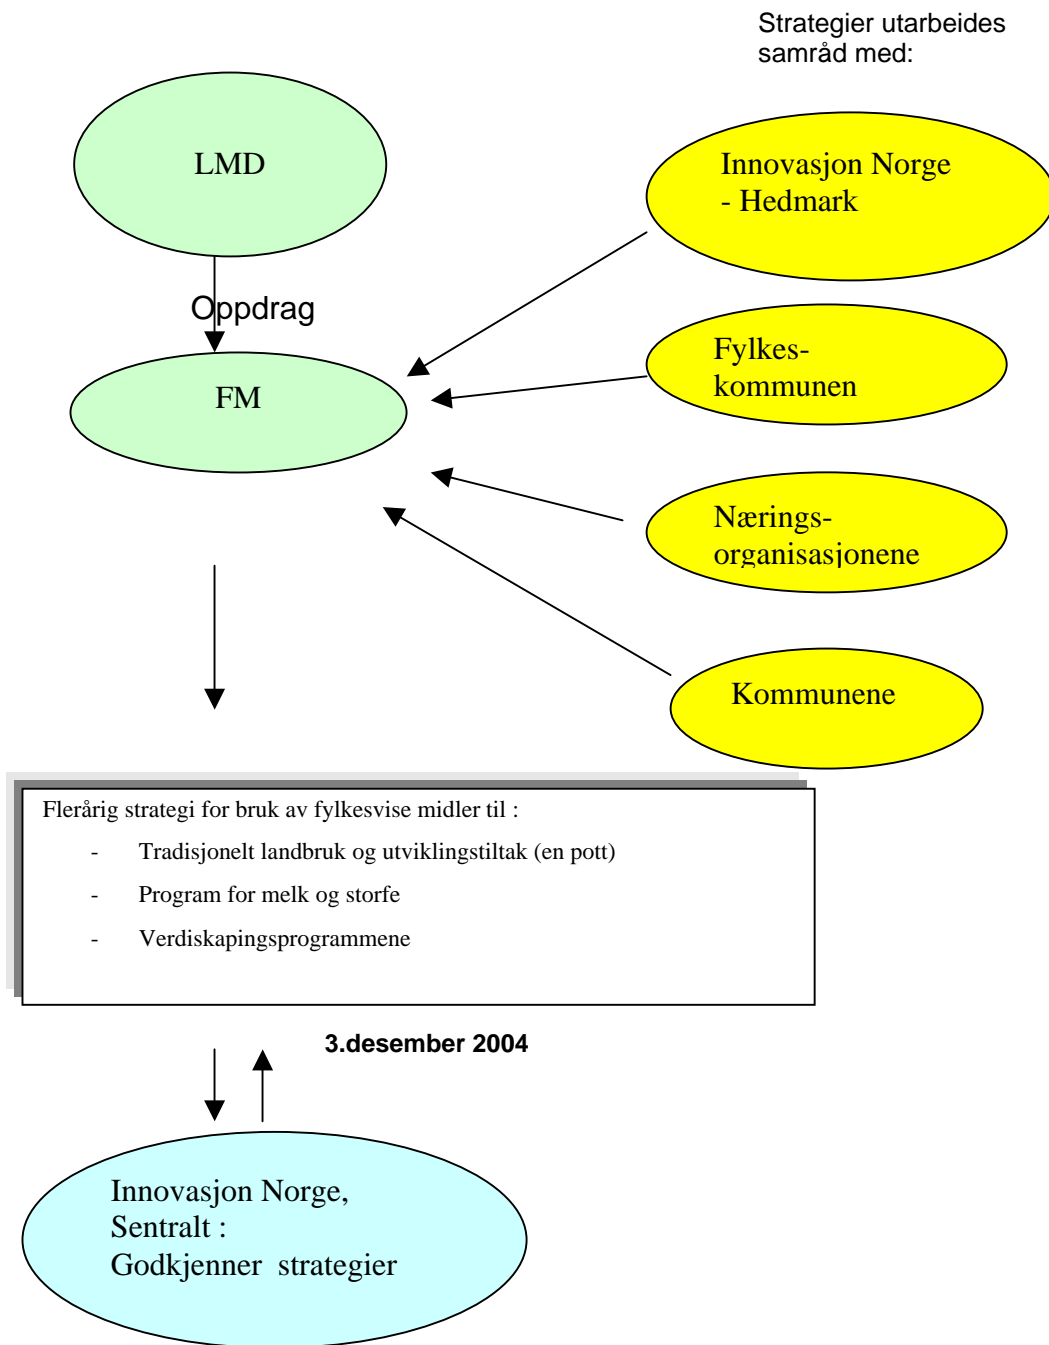 Strategier utarbeides
samråd med:
LMD
Innovasjon Norge
- Hedmark
Oppdrag
FM
Fylkes-
kommunen
Nærings-
organisasjonene
Kommunene
Flerårig strategi for bruk av fylkesvise midler til :
- Tradisjonelt landbruk og utviklingstiltak (en pott)
- Program for melk og storfe
- Verdiskapingsprogrammene
3.desember 2004
Innovasjon Norge,
Sentralt :
Godkjenner strategier